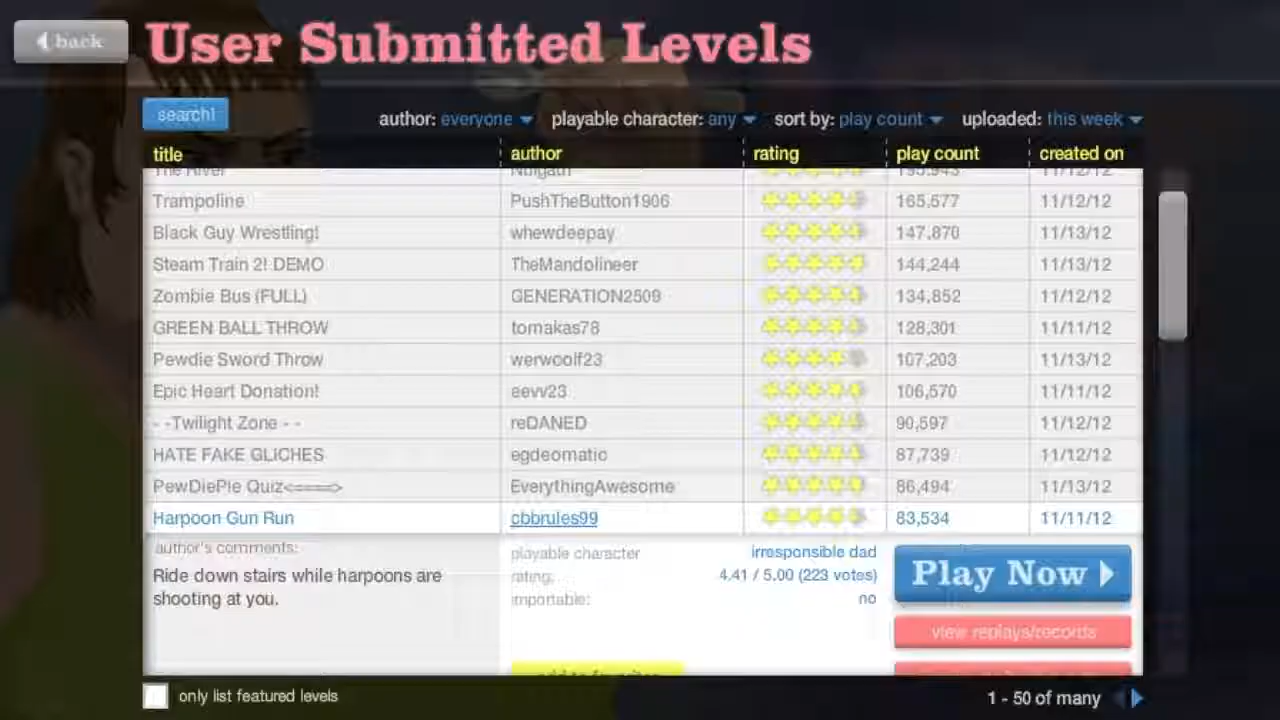 back User Submitted Levels
search! author: everyone playable character: any sort by: play count uploaded: this week
title author rating play count created on
The River 11/12/12
Trampoline PushTheButton1906 165,577 11/12/12
Black Guy Wrestling! whewdeepay 147,870 11/13/12
Steam Train 2! DEMO TheMandolineer 144,244 11/13/12
Zombie Bus (FULL) GENERATION2509 134,852 11/12/12
GREEN BALL THROW tomakas78 128,301 11/11/12
Pewdie Sword Throw werwoolf23 107,203 11/13/12
Epic Heart Donation! eevv23 106,570 11/11/12
- -Twilight Zone - - reDANED 90,597 11/12/12
HATE FAKE GLICHES egdeomatic 87,739 11/12/12
PewDiePie Quiz<====> EverythingAwesome 86,494 11/13/12
Harpoon Gun Run cbbrules99 83,534 11/11/12
author's comments:
Ride down stairs while harpoons are
shooting at you.
playable character irresponsible dad
rating: 4.41 / 5.00 (223 votes)
importable: no
Play Now
view replays/records
add to favorites
only list featured levels 1 - 50 of many